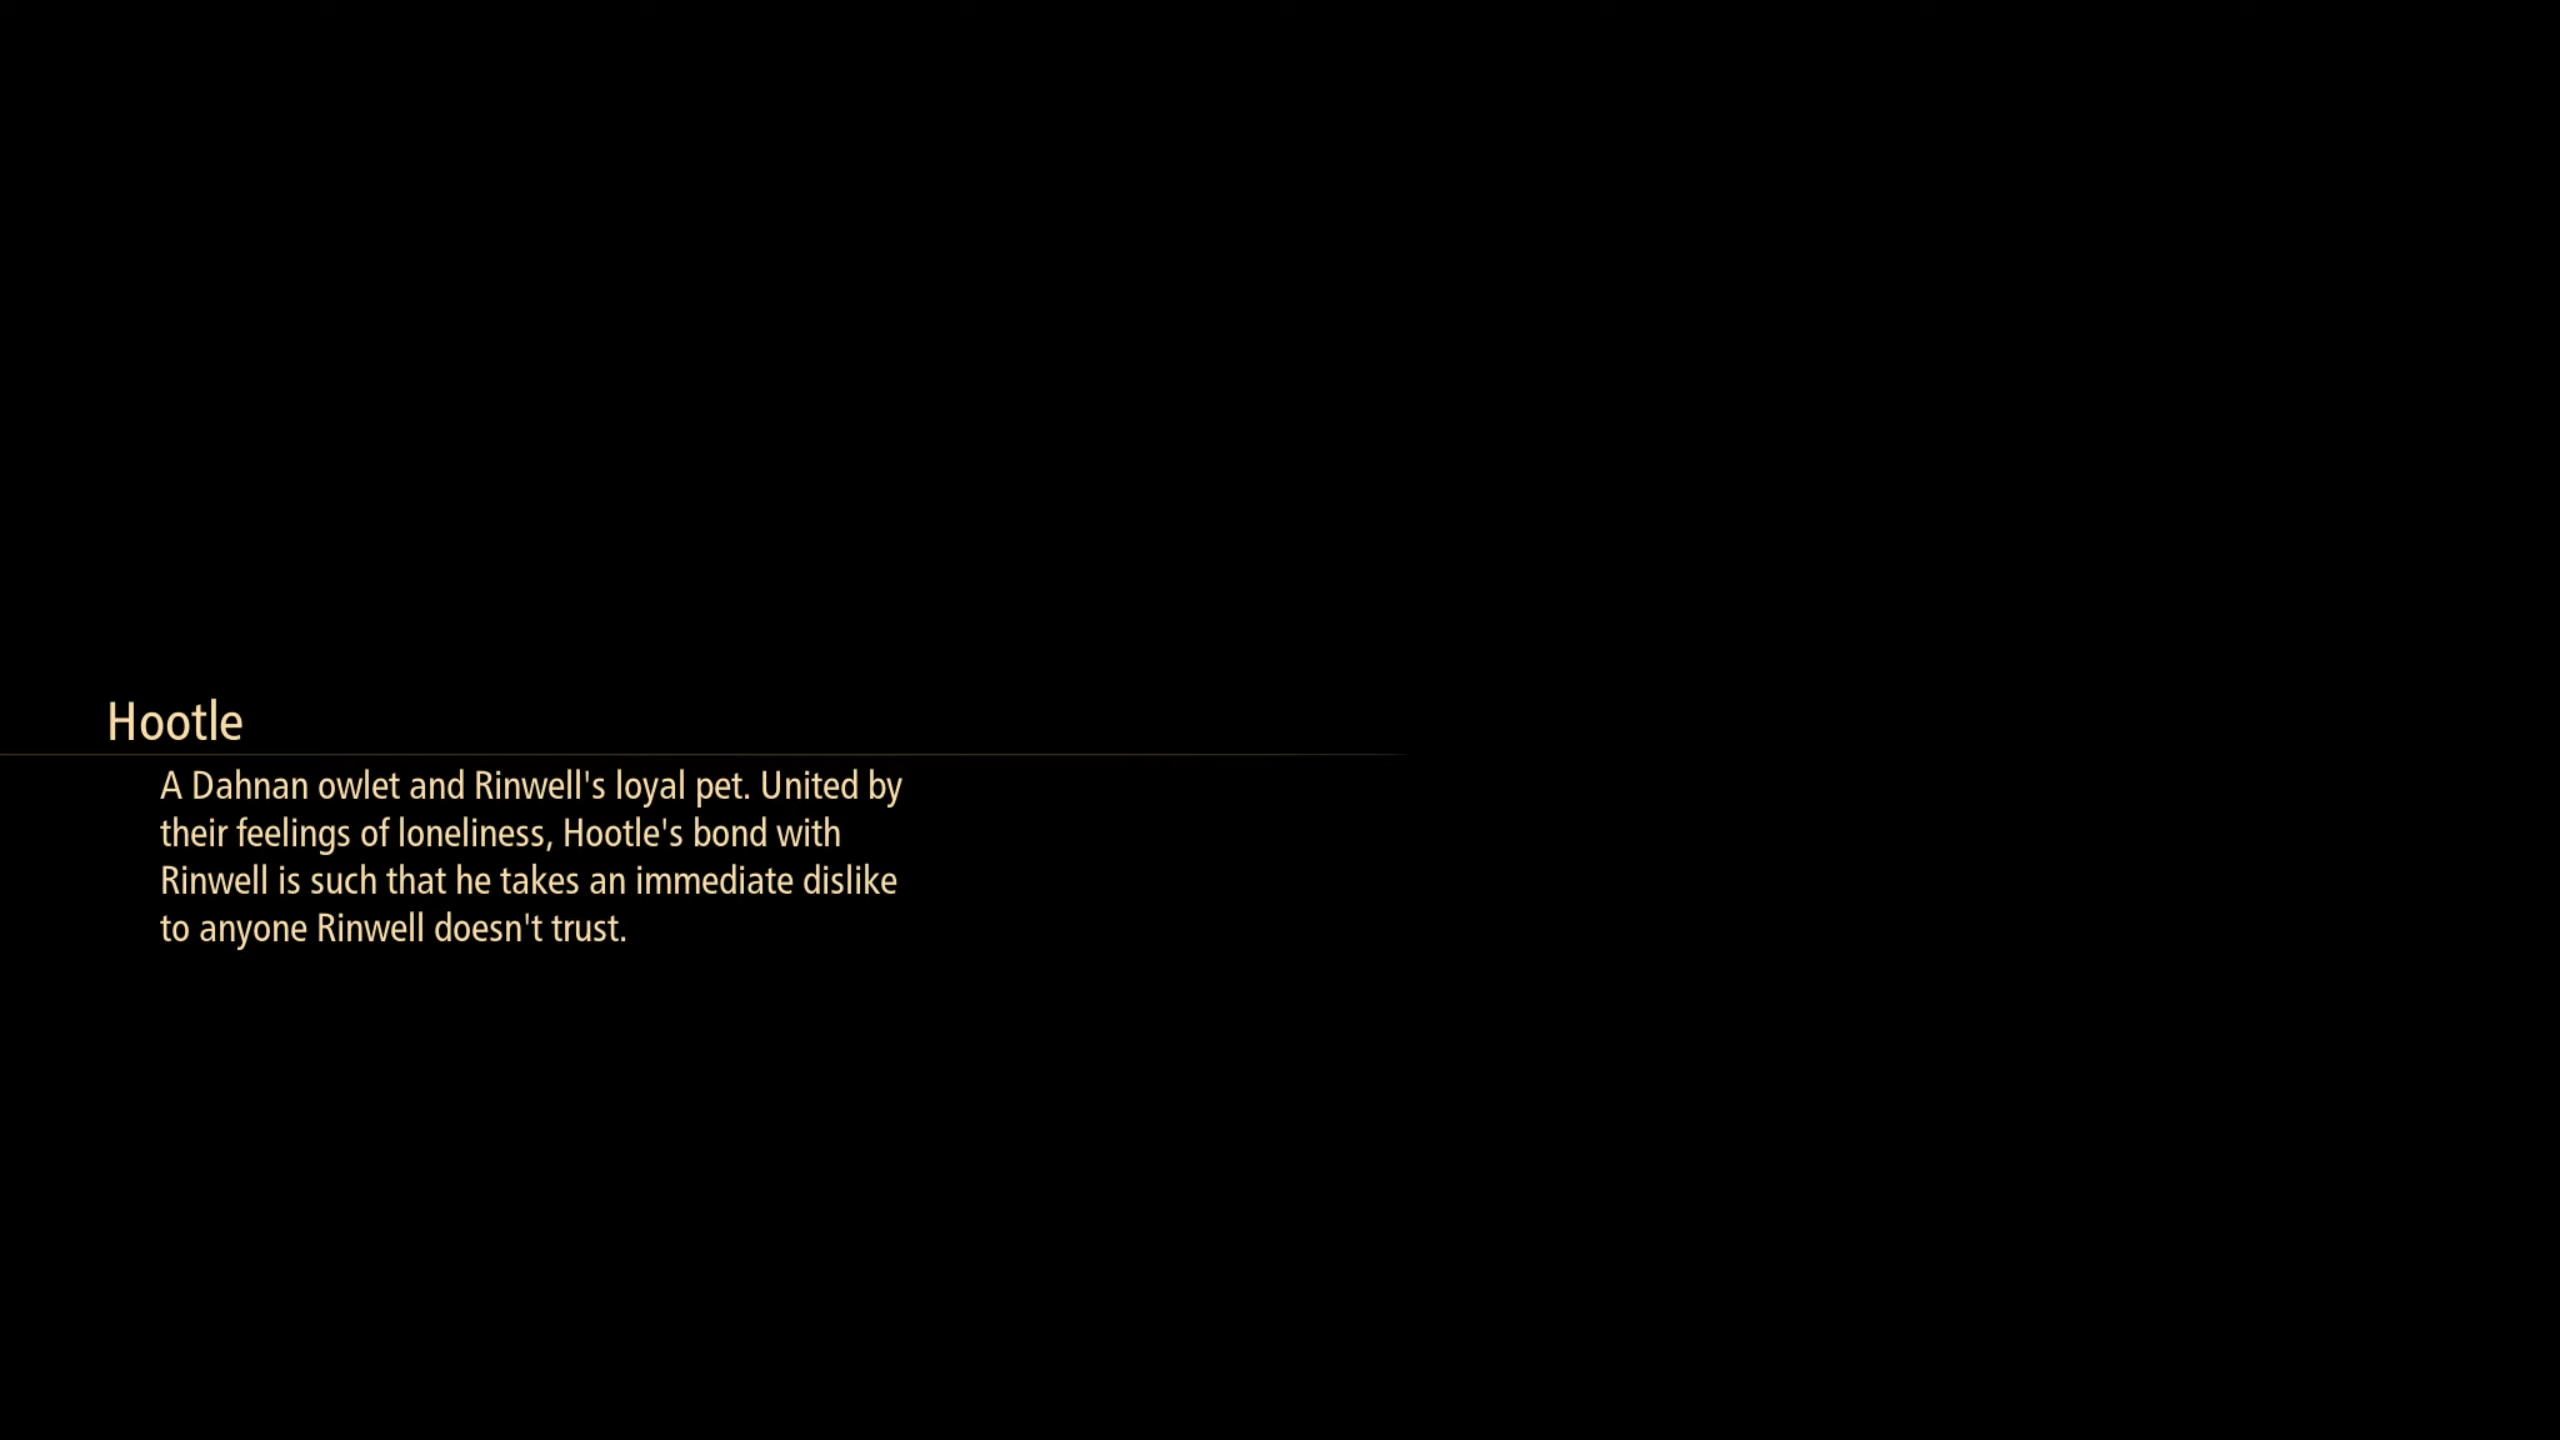 Hootle
A Dahnan owlet and Rinwell's loyal pet. United by
their feelings of loneliness, Hootle's bond with
Rinwell is such that he takes an immediate dislike
to anyone Rinwell doesn't trust.